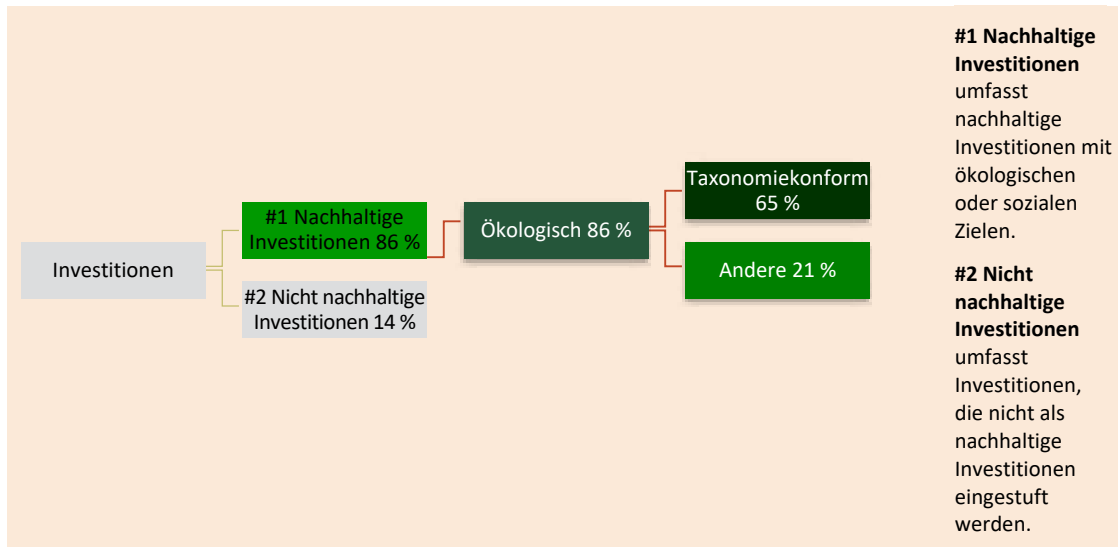 Investitionen
#1 Nachhaltige
Investitionen 86 %
#2 Nicht nachhaltige
Investitionen 14 %
Ökologisch 86 %
Taxonomiekonform
65 %
Andere 21 %
#1 Nachhaltige
Investitionen
umfasst
nachhaltige
Investitionen mit
ökologischen
oder sozialen
Zielen.
#2 Nicht
nachhaltige
Investitionen
umfasst
Investitionen,
die nicht als
nachhaltige
Investitionen
eingestuft
werden.